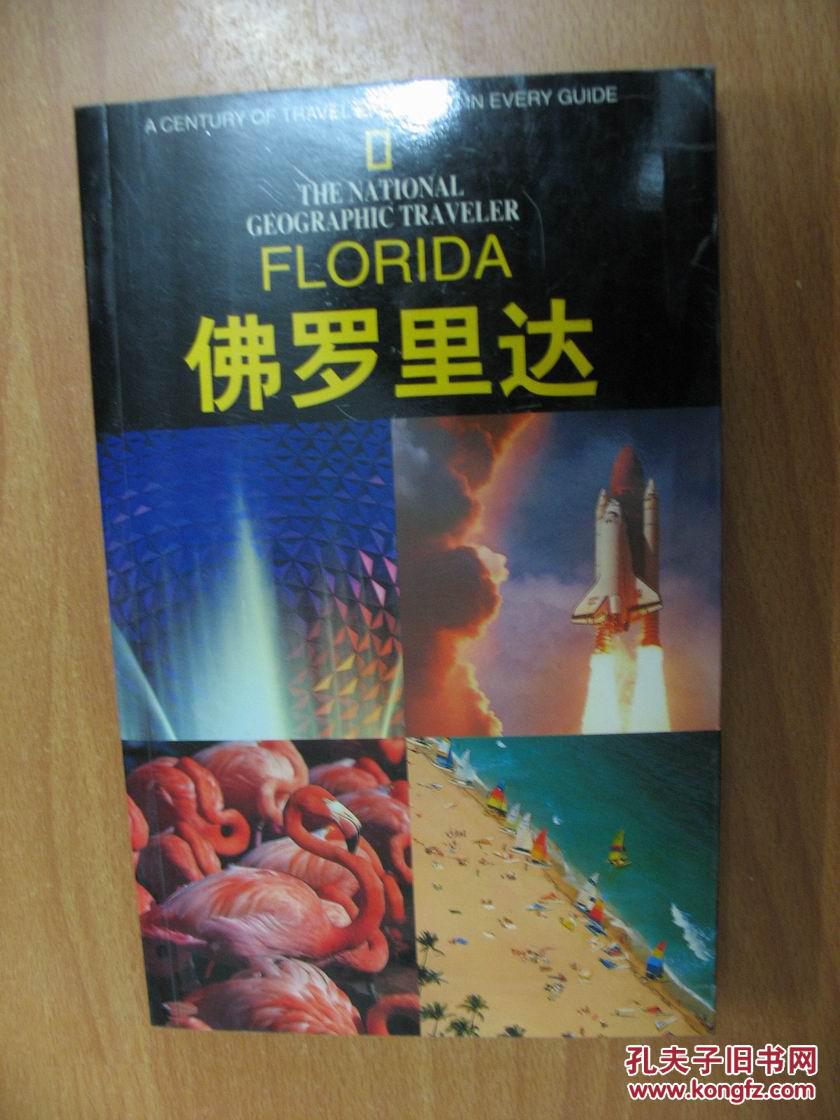 A CENTURY OF TRAVEL IN EVERY GUIDE
THE NATIONAL
GEOGRAPHIC TRAVELER
FLORIDA
佛罗里达
孔夫子旧书网
www.kongfz.com